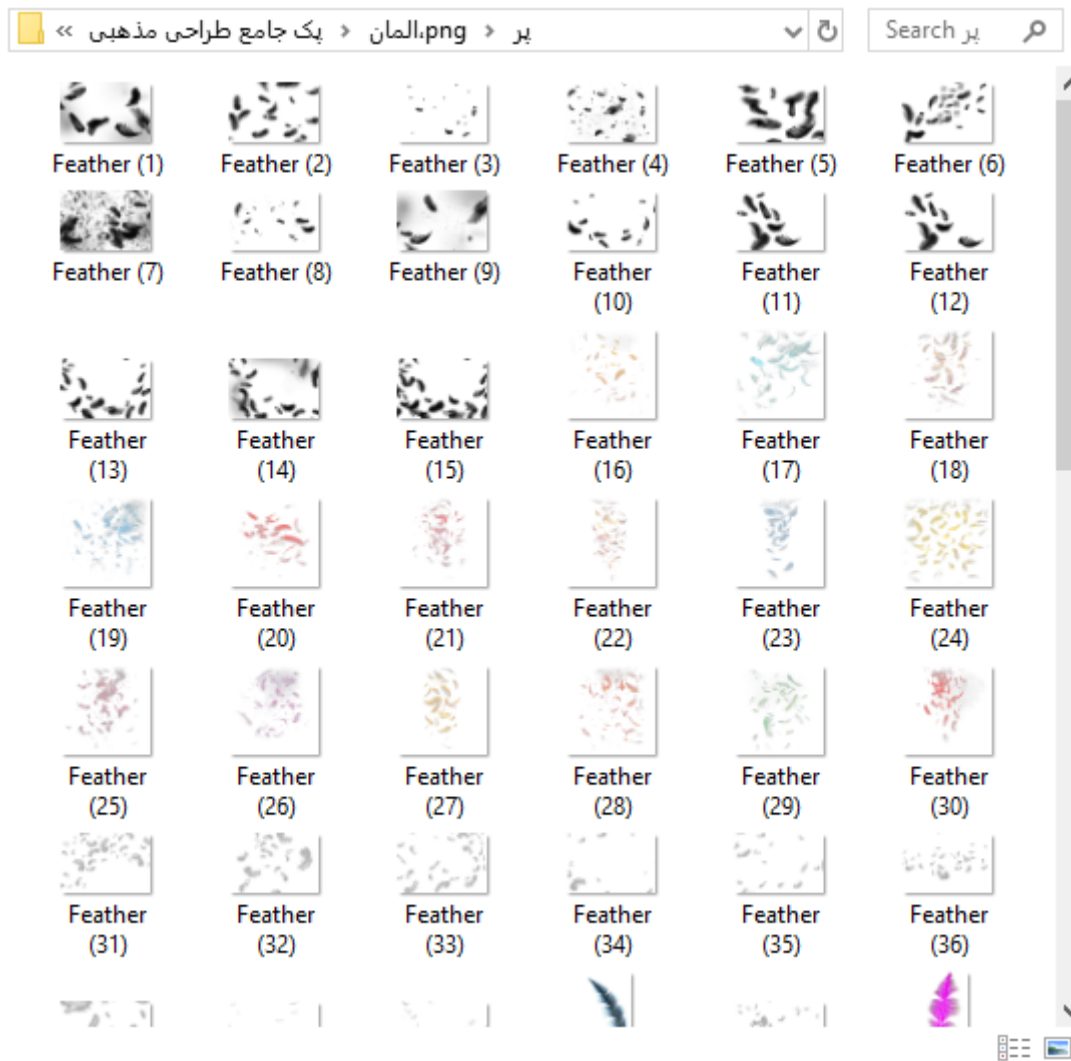 « پک جامع طراحی مذهبی › المان،png › پر
Search پر
Feather (1)
Feather (2)
Feather (3)
Feather (4)
Feather (5)
Feather (6)
Feather (7)
Feather (8)
Feather (9)
Feather
(10)
Feather
(11)
Feather
(12)
Feather
(13)
Feather
(14)
Feather
(15)
Feather
(16)
Feather
(17)
Feather
(18)
Feather
(19)
Feather
(20)
Feather
(21)
Feather
(22)
Feather
(23)
Feather
(24)
Feather
(25)
Feather
(26)
Feather
(27)
Feather
(28)
Feather
(29)
Feather
(30)
Feather
(31)
Feather
(32)
Feather
(33)
Feather
(34)
Feather
(35)
Feather
(36)